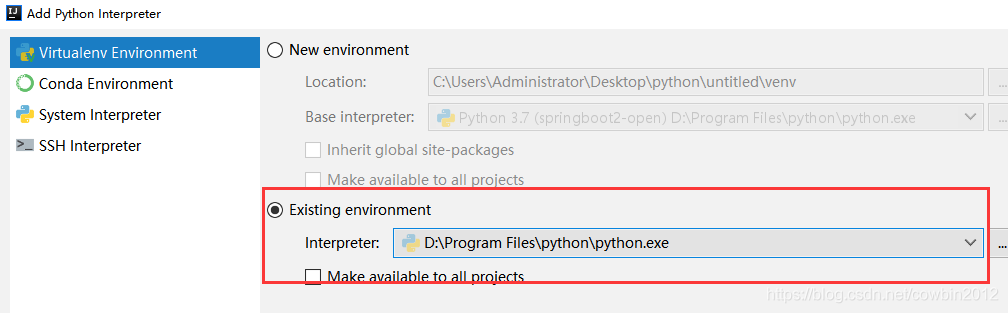 IJ Add Python Interpreter
Virtualenv Environment
Conda Environment
System Interpreter
SSH Interpreter
New environment
Location: C:\Users\Administrator\Desktop\python\untitled\venv ...
Base interpreter: Python 3.7 (springboot2-open) D:\Program Files\python\python.exe ...
Inherit global site-packages
Make available to all projects
Existing environment
Interpreter: D:\Program Files\python\python.exe ...
Make available to all projects
https://blog.csdn.net/cowbin2012